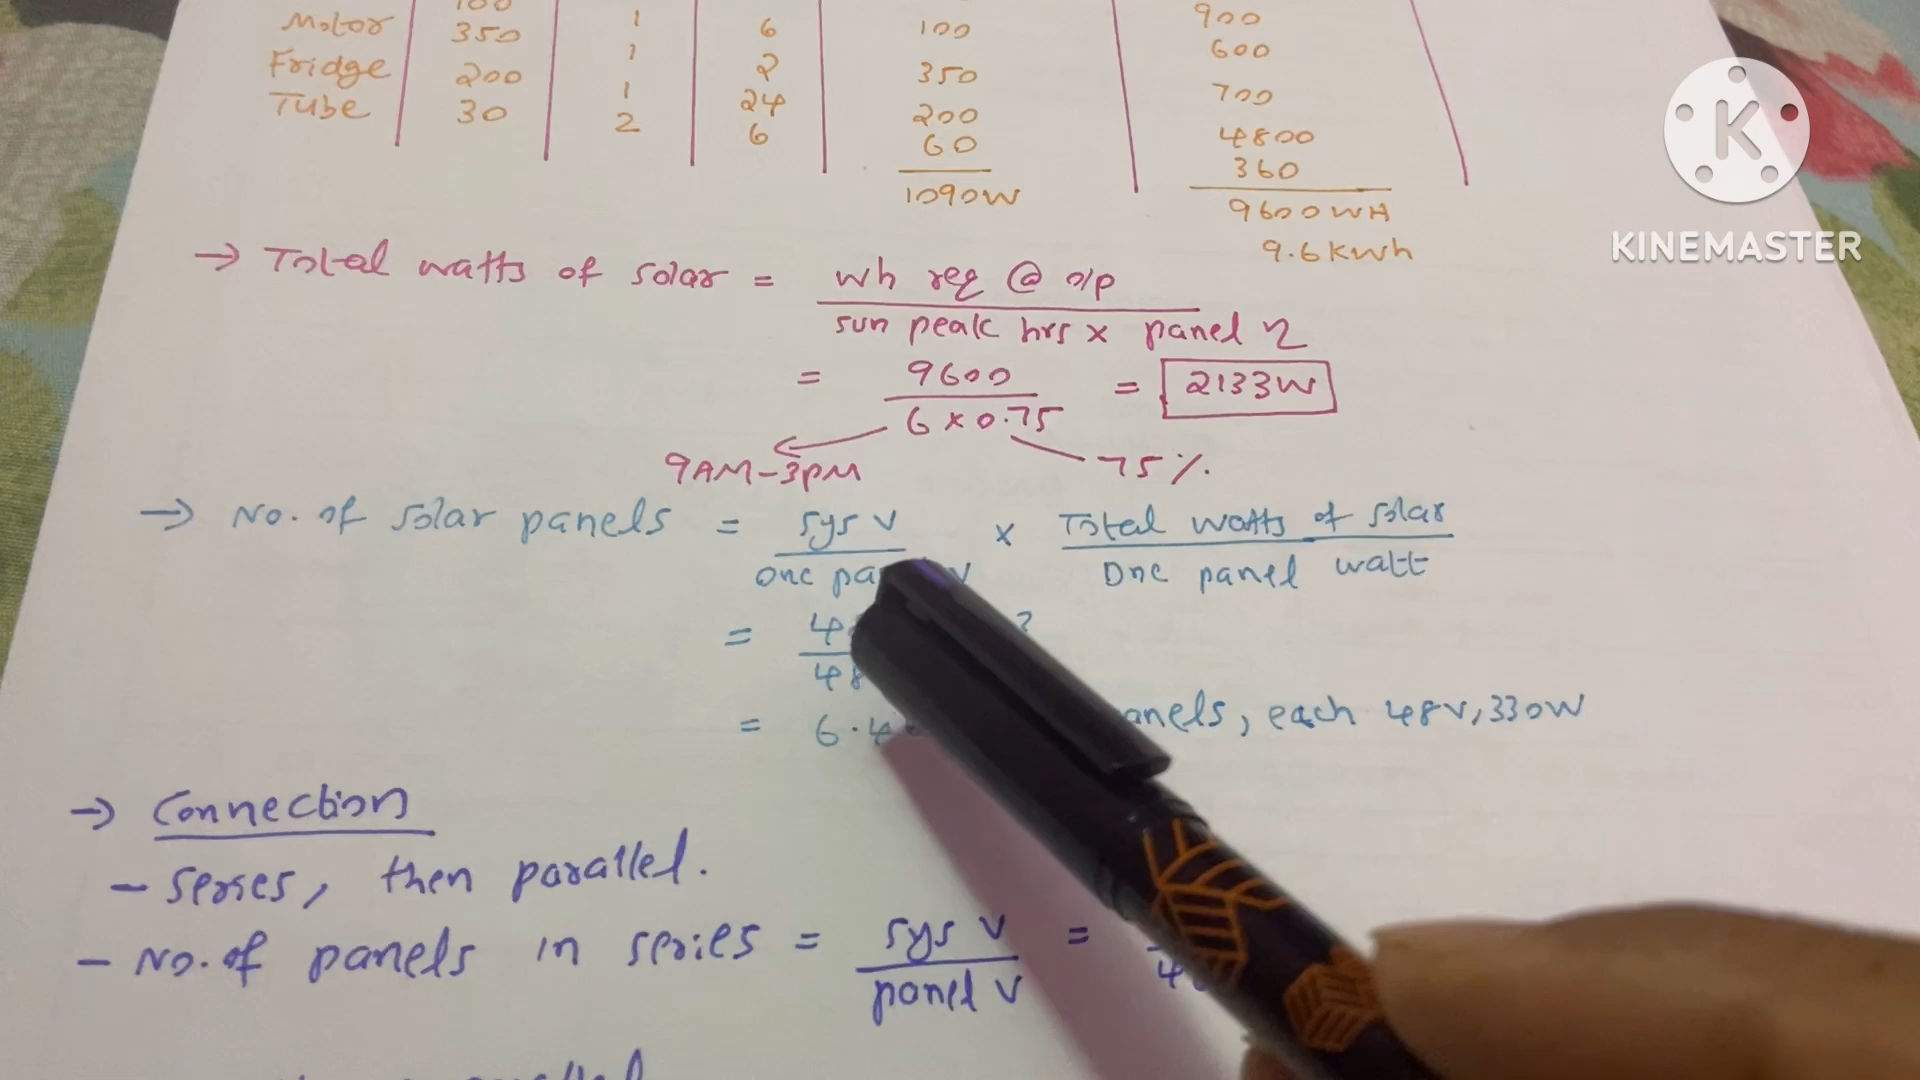 100 900
Motor 350 1 6 100 600
Fridge 200 1 2 350 700
Tube 30 1 24 200 4800
2 6 60 360
1090W 9600WH
9.6KWh
→ Total watts of solar = Wh req @ o/p
sun peak hrs x panel η
= 9600 = 2133W
6 x 0.75
9AM-3PM 75%
→ No. of solar panels = sys V x Total watts of solar
One V One panel watt
=
= each 48V, 330W
→ Connection
- Series, then parallel.
- No. of panels in series = sys V =
panel V
K
KINEMASTER